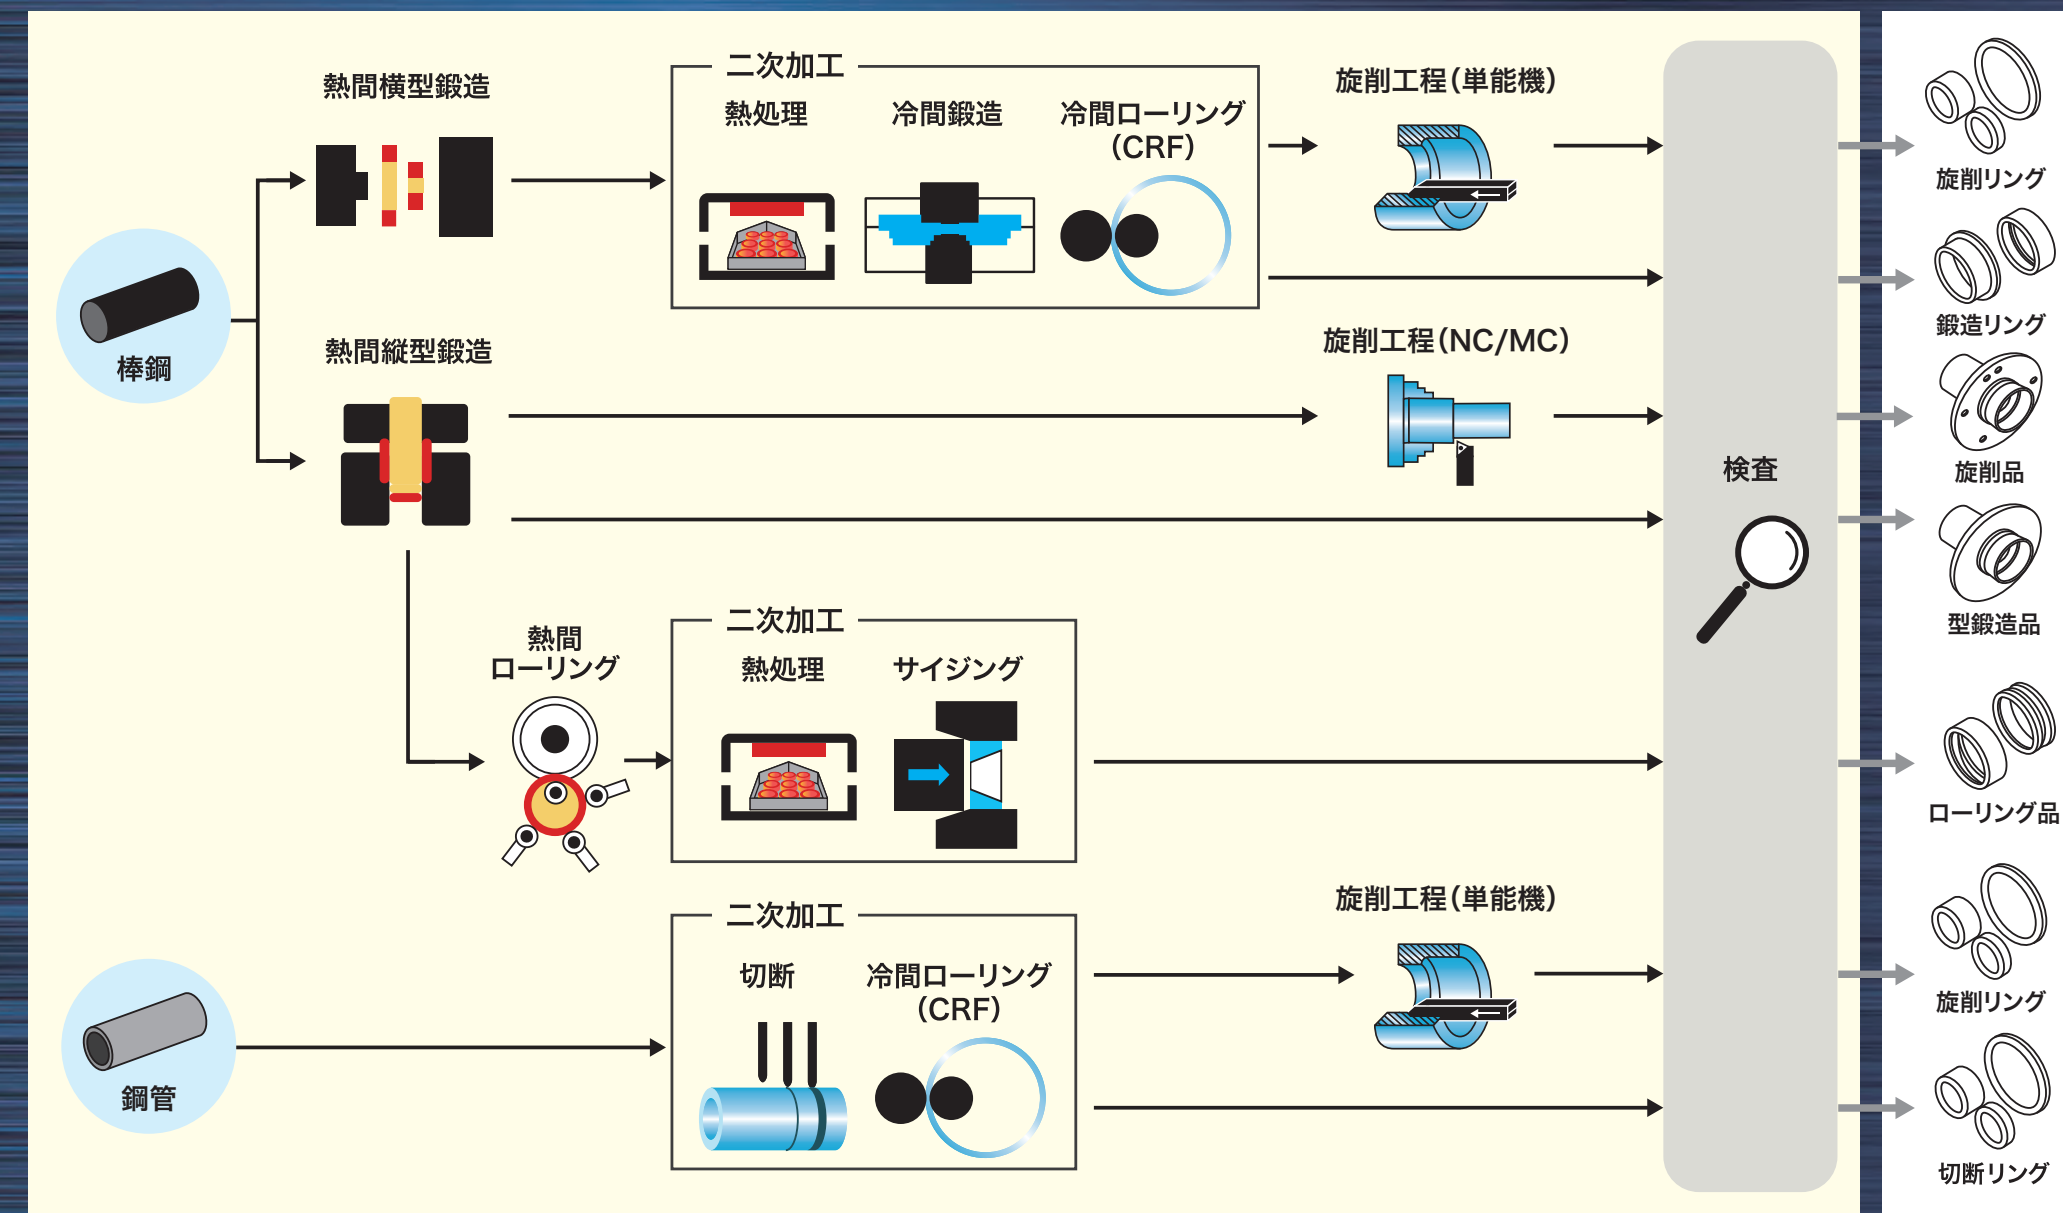 熱間横型鍛造
二次加工
熱処理
冷間鍛造
冷間ローリング
(CRF)
旋削工程(単能機)
旋削リング
棒鋼
鍛造リング
熱間縦型鍛造
旋削工程(NC/MC)
旋削品
検査
型鍛造品
熱間
ローリング
二次加工
熱処理
サイジング
ローリング品
二次加工
切断
冷間ローリング
(CRF)
旋削工程(単能機)
旋削リング
鋼管
切断リング